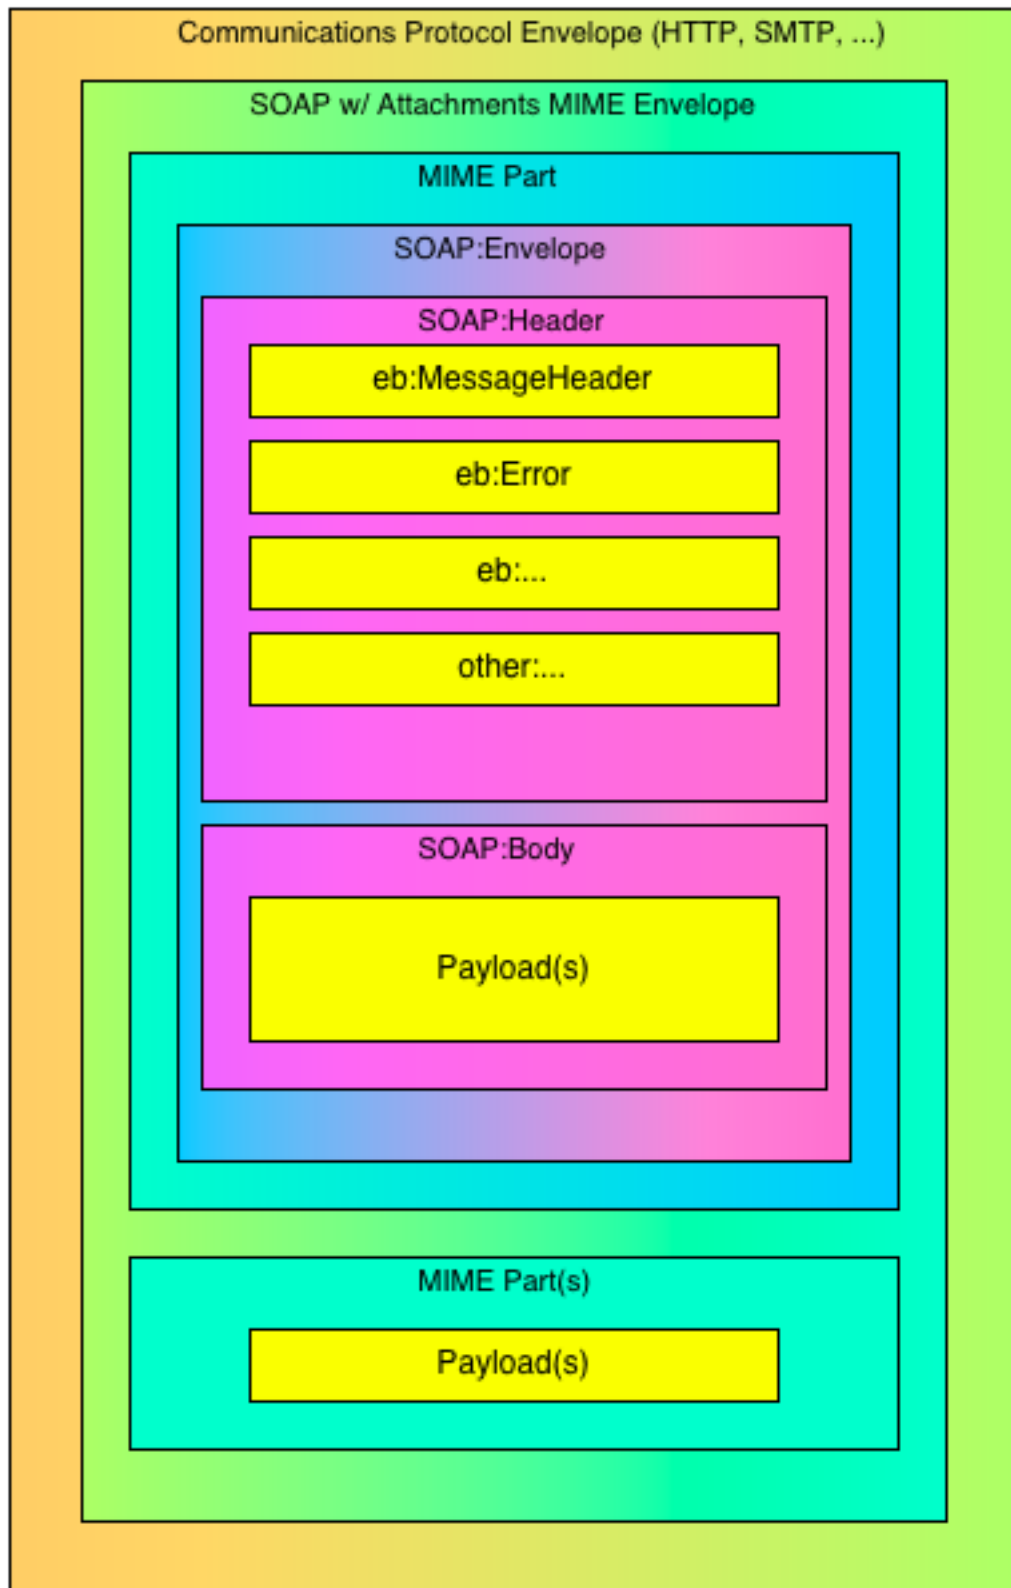 Communications Protocol Envelope (HTTP, SMTP, ...)
SOAP w/ Attachments MIME Envelope
MIME Part
SOAP:Envelope
SOAP:Header
eb:MessageHeader
eb:Error
eb:...
other:...
SOAP:Body
Payload(s)
MIME Part(s)
Payload(s)